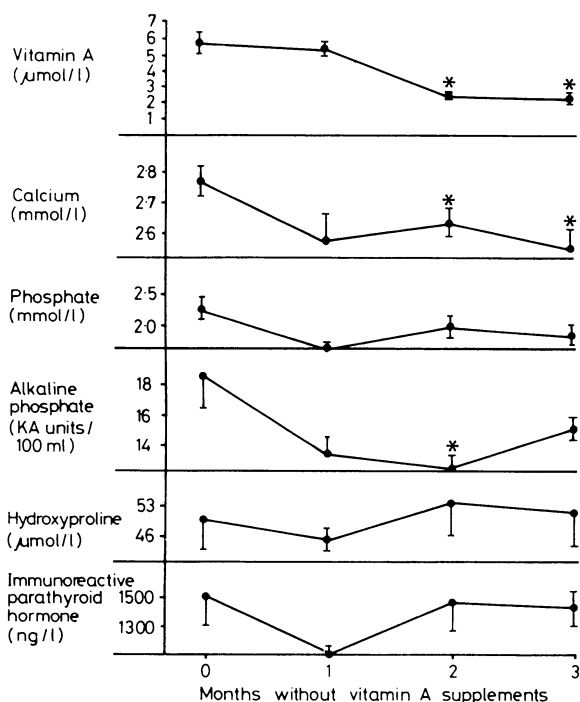 Vitamin A
(µmol/l)
7
6
5
4
3
2
1
*
*
Calcium
(mmol/l)
2·8
2·7
2·6
*
*
Phosphate
(mmol/l)
2·5
2·0
Alkaline
phosphate
(KA units/
100 ml)
18
16
14
*
Hydroxyproline
(µmol/l)
53
46
Immunoreactive
parathyroid
hormone
(ng/l)
1500
1300
0 1 2 3
Months without vitamin A supplements